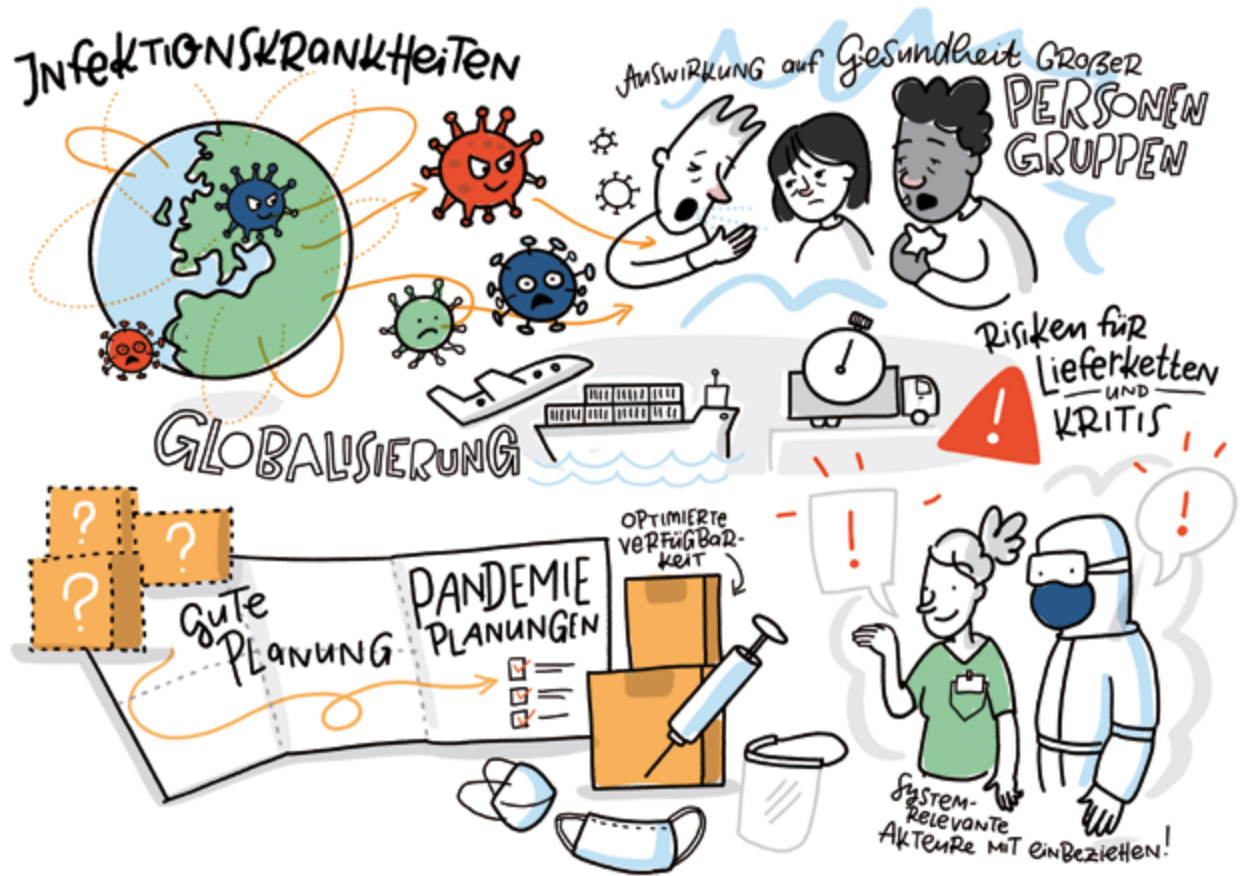 INFEKTIONSKRANKHEITEN
AUSWIRKUNG auf Gesundheit GROßER
PERSONEN
GRUPPEN
GLOBALISIERUNG
RISIKEN FÜR
Lieferketten
UND
KRITIS
?
?
?
GUTE
PLANUNG
PANDEMIE
PLANUNGEN
OPTIMIERTE
VERFÜGBAR-
KEIT
!
!
!
SYSTEM-
RELEVANTE
AKTEURE MIT EINBEZIEHEN!